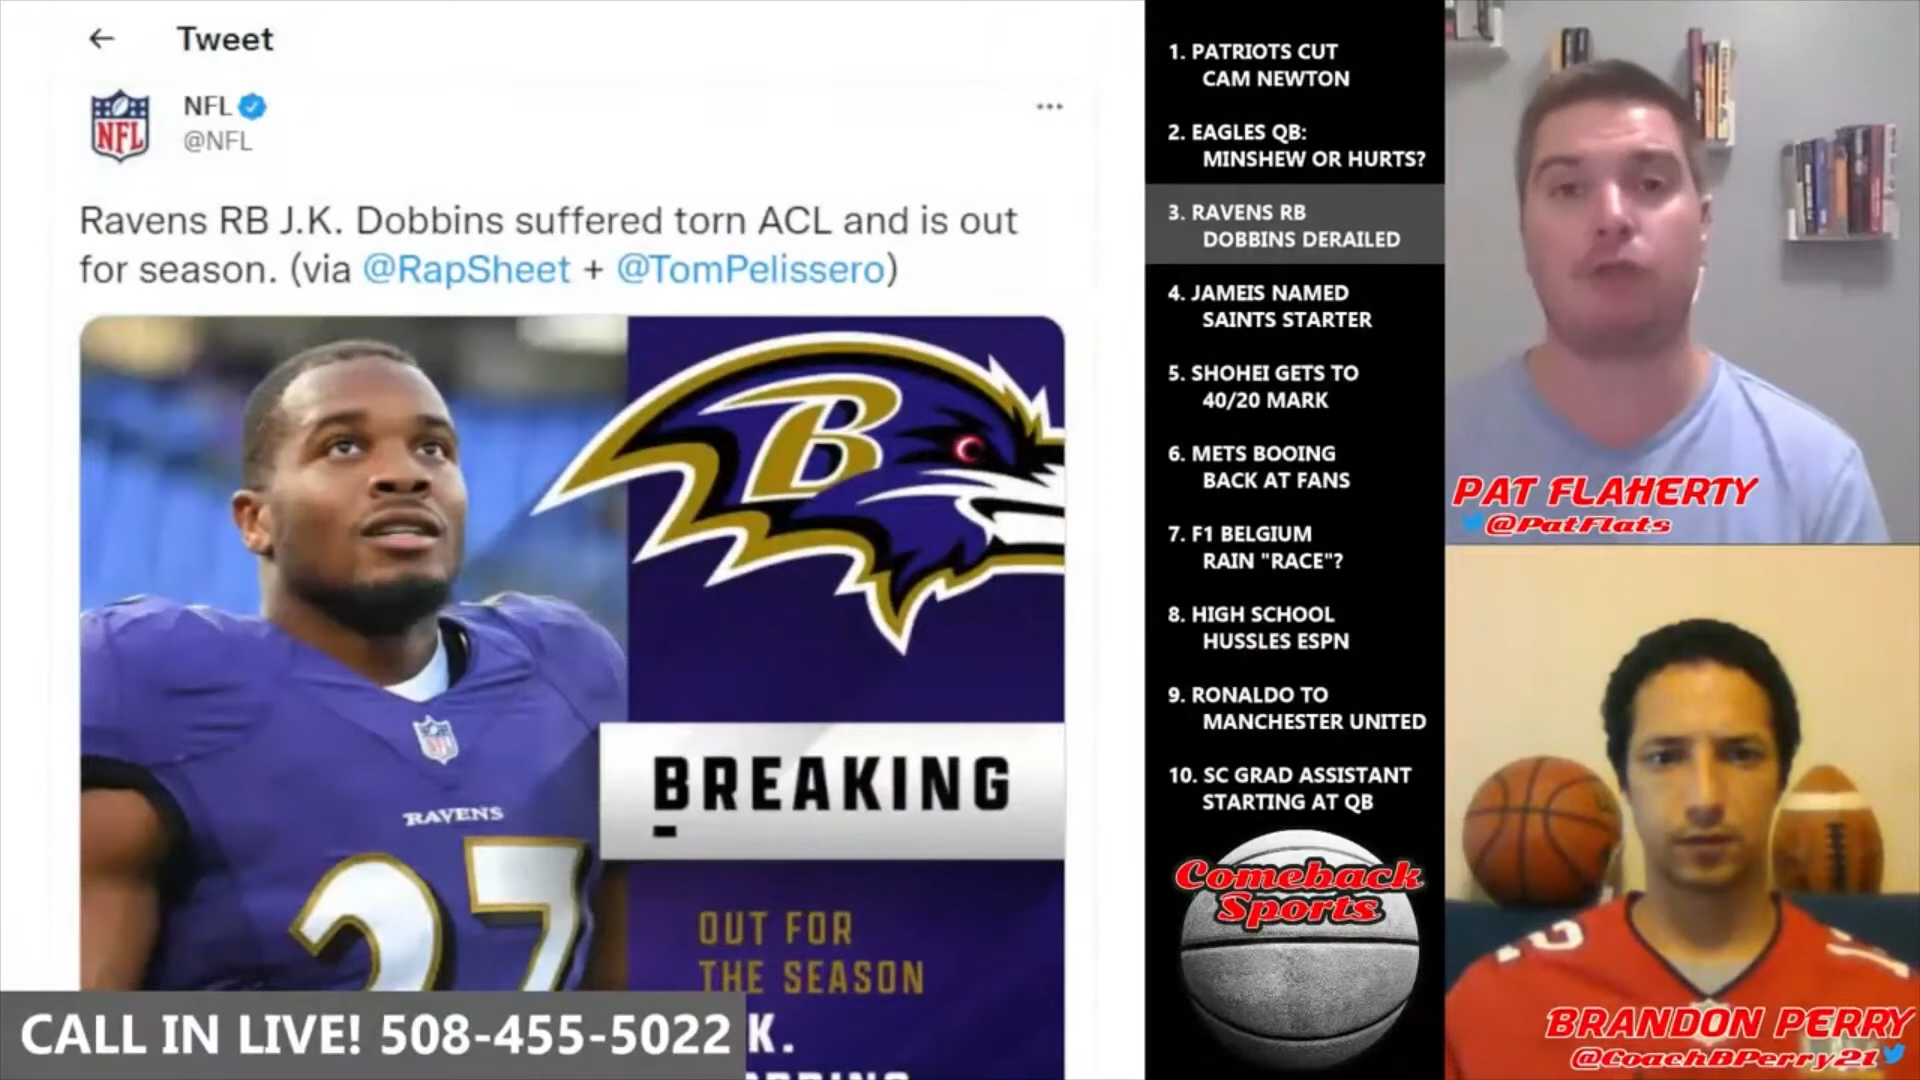 Tweet
NFL
@NFL
Ravens RB J.K. Dobbins suffered torn ACL and is out
for season. (via @RapSheet + @TomPelissero)
B
NFL
RAVENS
27
BREAKING
OUT FOR
THE SEASON
K.
CALL IN LIVE! 508-455-5022
1. PATRIOTS CUT
CAM NEWTON
2. EAGLES QB:
MINSHEW OR HURTS?
3. RAVENS RB
DOBBINS DERAILED
4. JAMEIS NAMED
SAINTS STARTER
5. SHOHEI GETS TO
40/20 MARK
6. METS BOOING
BACK AT FANS
7. F1 BELGIUM
RAIN "RACE"?
8. HIGH SCHOOL
HUSSLES ESPN
9. RONALDO TO
MANCHESTER UNITED
10. SC GRAD ASSISTANT
STARTING AT QB
Comeback
Sports
PAT FLAHERTY
@PatFlats
12
BRANDON PERRY
@CoachBPerry21